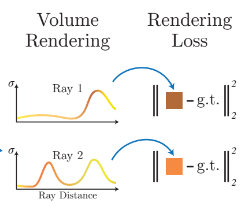 Volume
Rendering
Rendering
Loss
σ
Ray 1
‖ - g.t. ‖ 2 2
σ
Ray 2
Ray Distance
‖ - g.t. ‖ 2 2